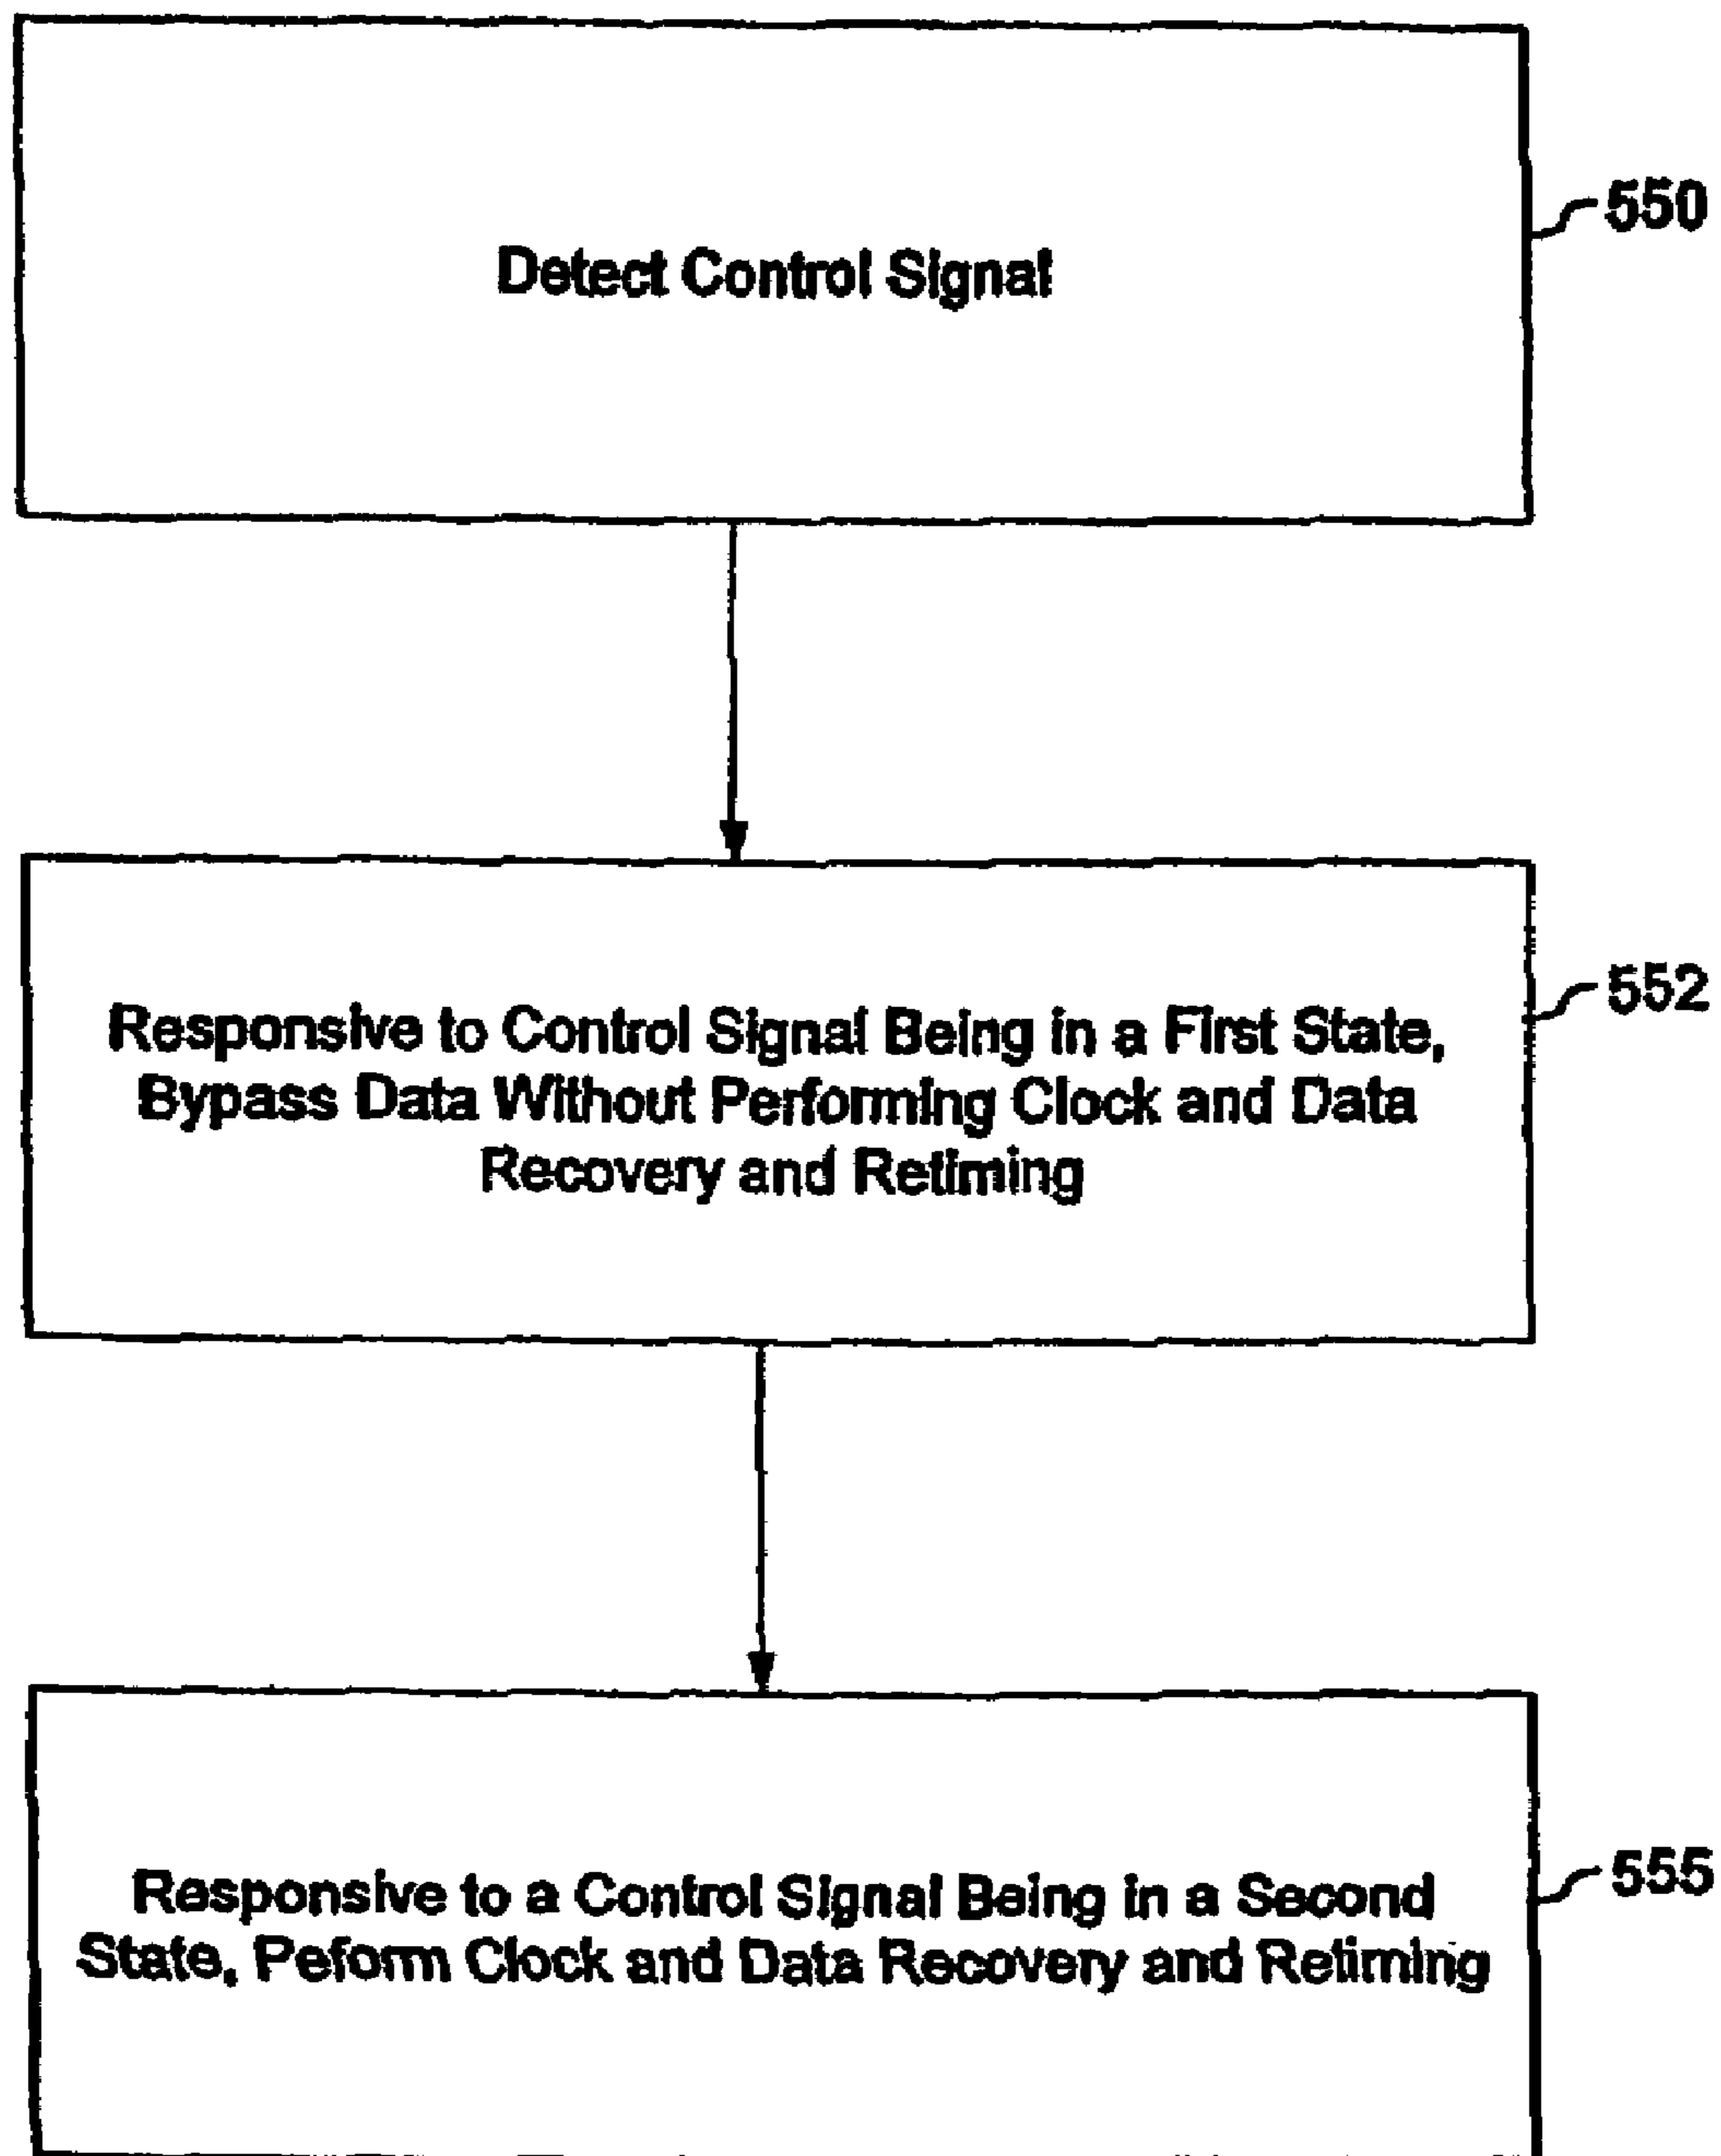 Detect Control Signal
550
Responsive to Control Signal Being in a First State,
Bypass Data Without Performing Clock and Data
Recovery and Retiming
552
Responsive to a Control Signal Being in a Second
State, Peform Clock and Data Recovery and Retiming
555